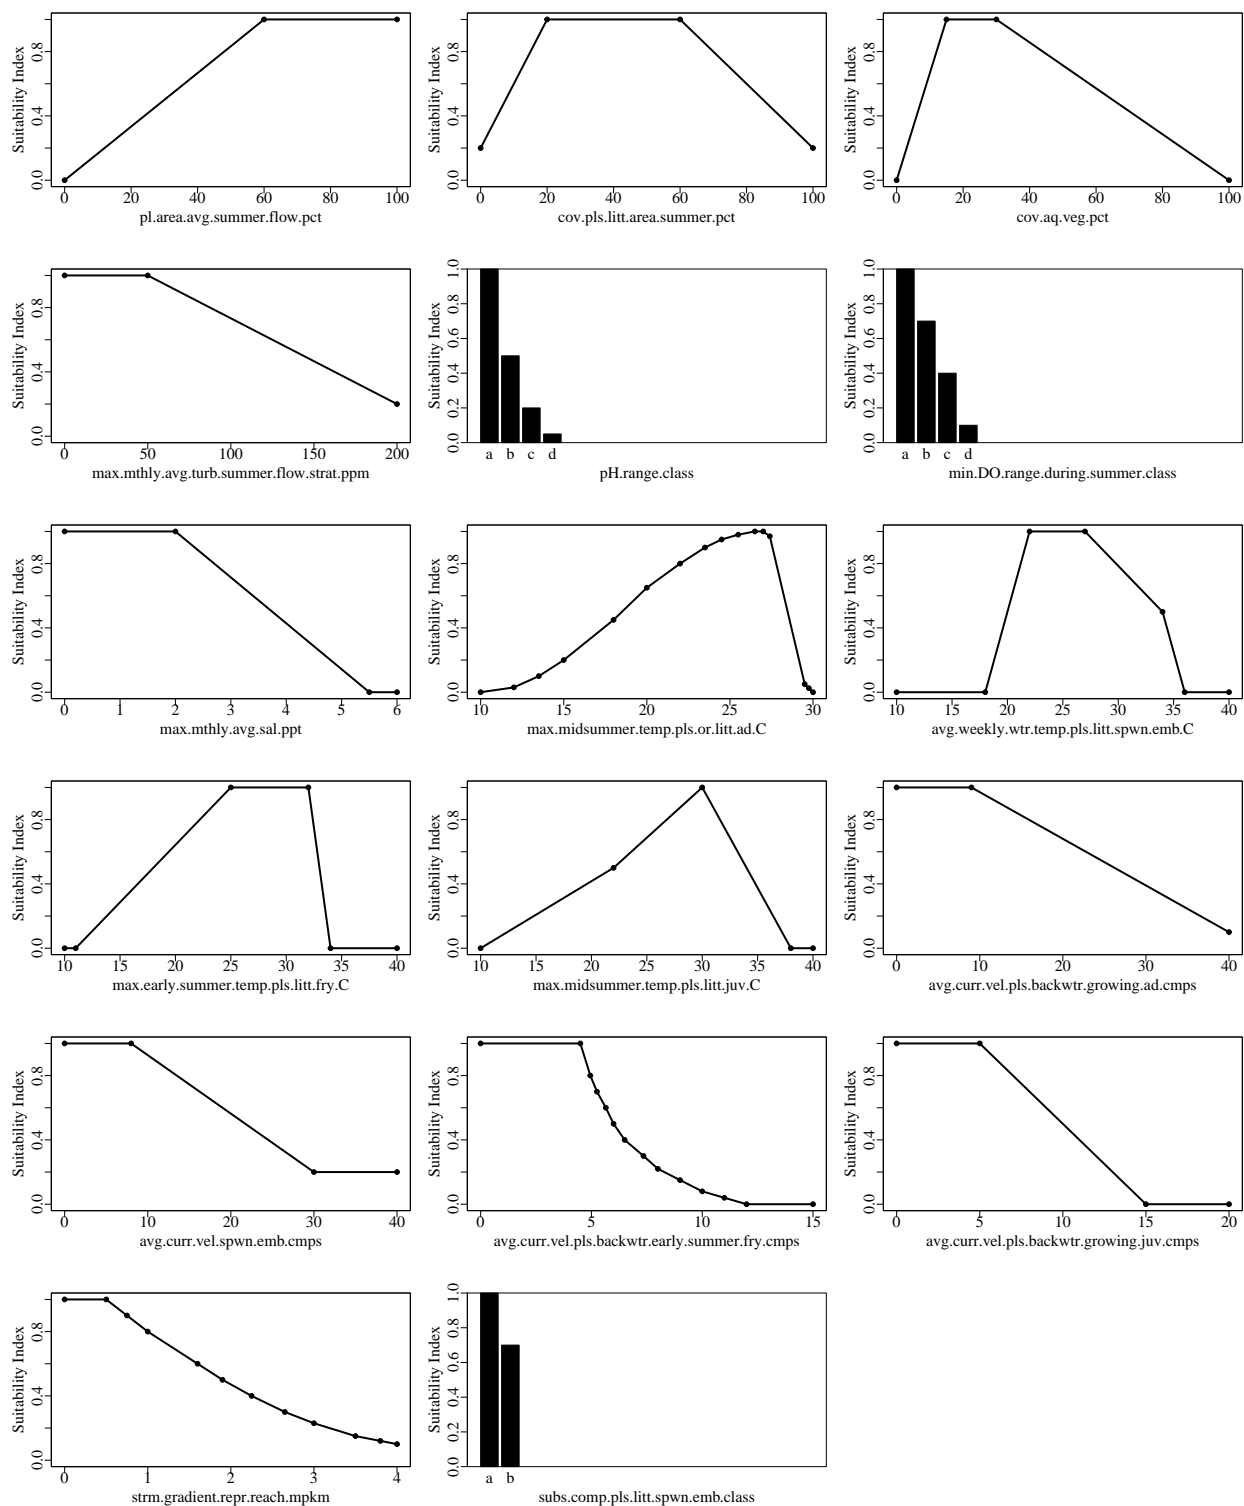 Suitability Index
0.0 0.4 0.8
0 20 40 60 80 100
pl.area.avg.summer.flow.pct
Suitability Index
0.0 0.4 0.8
0 20 40 60 80 100
cov.pls.litt.area.summer.pct
Suitability Index
0.0 0.4 0.8
0 20 40 60 80 100
cov.aq.veg.pct
Suitability Index
0.0 0.4 0.8
0 50 100 150 200
max.mthly.avg.turb.summer.flow.strat.ppm
Suitability Index
0.0 0.2 0.4 0.6 0.8 1.0
a b c d
pH.range.class
Suitability Index
0.0 0.2 0.4 0.6 0.8 1.0
a b c d
min.DO.range.during.summer.class
Suitability Index
0.0 0.4 0.8
0 1 2 3 4 5 6
max.mthly.avg.sal.ppt
Suitability Index
0.0 0.4 0.8
10 15 20 25 30
max.midsummer.temp.pls.or.litt.ad.C
Suitability Index
0.0 0.4 0.8
10 15 20 25 30 35 40
avg.weekly.wtr.temp.pls.litt.spwn.emb.C
Suitability Index
0.0 0.4 0.8
10 15 20 25 30 35 40
max.early.summer.temp.pls.litt.fry.C
Suitability Index
0.0 0.4 0.8
10 15 20 25 30 35 40
max.midsummer.temp.pls.litt.juv.C
Suitability Index
0.0 0.4 0.8
0 10 20 30 40
avg.curr.vel.pls.backwtr.growing.ad.cmps
Suitability Index
0.0 0.4 0.8
0 10 20 30 40
avg.curr.vel.spwn.emb.cmps
Suitability Index
0.0 0.4 0.8
0 5 10 15
avg.curr.vel.pls.backwtr.early.summer.fry.cmps
Suitability Index
0.0 0.4 0.8
0 5 10 15 20
avg.curr.vel.pls.backwtr.growing.juv.cmps
Suitability Index
0.0 0.4 0.8
0 1 2 3 4
strm.gradient.repr.reach.mpkm
Suitability Index
0.0 0.2 0.4 0.6 0.8 1.0
a b
subs.comp.pls.litt.spwn.emb.class